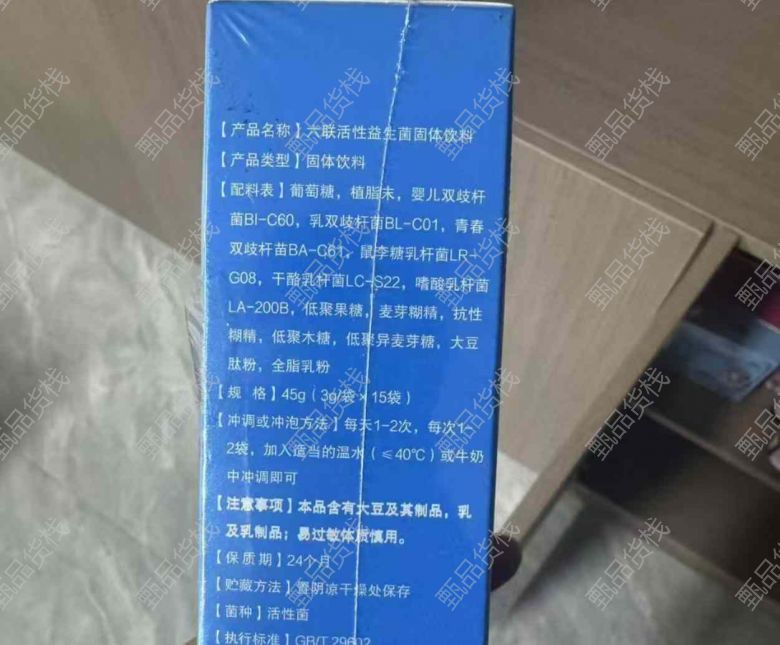 【产品名称】六联活性益生菌固体饮料
【产品类型】固体饮料
【配料表】葡萄糖，植脂末，婴儿双歧杆
菌BI-C60，乳双歧杆菌BL-C01，青春
双歧杆苗BA-C61，鼠李糖乳杆菌LR-
G08，干酪乳杆菌LC-S22，嗜酸乳杆菌
LA-200B，低聚果糖，麦芽糊精，抗性
糊精，低聚木糖，低聚异麦芽糖，大豆
肽粉，全脂乳粉
【规 格】45g（3g/袋×15袋）
【冲调或冲泡方法】每天1-2次，每次1-
2袋，加入适当的温水（≤40℃）或牛奶
中冲调即可
【注意事项】本品含有大豆及其制品，乳
及乳制品；易过敏体质慎用。
【保质期】24个月
【贮藏方法】置阴凉干燥处保存
【菌种】活性菌
【执行标准】GB/T 29602
甄品货栈